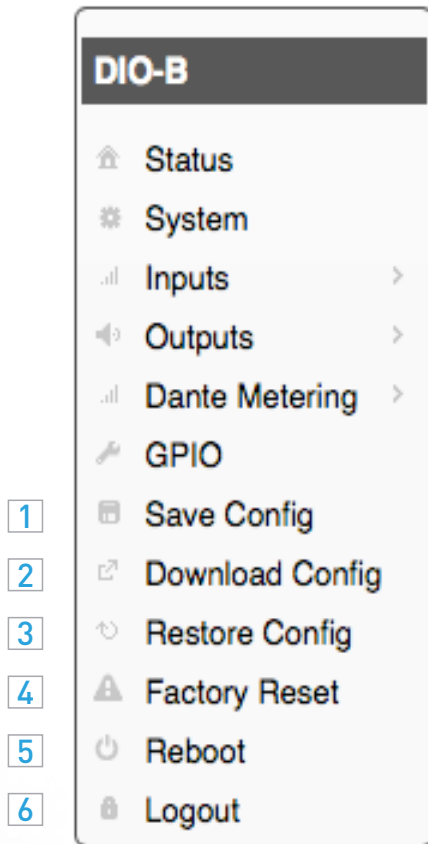 DIO-B
Status
System
Inputs
Outputs
Dante Metering
GPIO
1 Save Config
2 Download Config
3 Restore Config
4 Factory Reset
5 Reboot
6 Logout